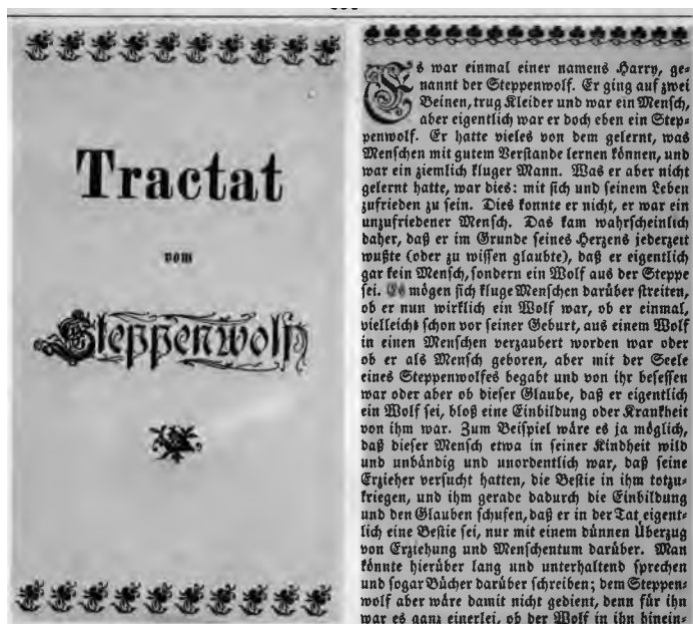 Tractat
vom
Steppenwolf
Es war einmal einer namens Harry, ge-
nannt der Steppenwolf. Er ging auf zwei
Beinen, trug Kleider und war ein Mensch,
aber eigentlich war er doch eben ein Step-
penwolf. Er hatte vieles von dem gelernt, was
Menschen mit gutem Verstande lernen können, und
war ein ziemlich kluger Mann. Was er aber nicht
gelernt hatte, war dies: mit sich und seinem Leben
zufrieden zu sein. Dies konnte er nicht, er war ein
unzufriedener Mensch. Das kam wahrscheinlich
daher, daß er im Grunde seines Herzens jederzeit
wußte (oder zu wissen glaubte), daß er eigentlich
gar kein Mensch, sondern ein Wolf aus der Steppe
sei. Es mögen sich kluge Menschen darüber streiten,
ob er nun wirklich ein Wolf war, ob er einmal,
vielleicht schon vor seiner Geburt, aus einem Wolf
in einen Menschen verzaubert worden war oder
ob er als Mensch geboren, aber mit der Seele
eines Steppenwolfes begabt und von ihr besessen
war oder aber ob dieser Glaube, daß er eigentlich
ein Wolf sei, bloß eine Einbildung oder Krankheit
von ihm war. Zum Beispiel wäre es ja möglich,
daß dieser Mensch etwa in seiner Kindheit wild
und unbändig und unordentlich war, daß seine
Erzieher versucht hatten, die Bestie in ihm totzu-
kriegen, und ihm gerade dadurch die Einbildung
und den Glauben schufen, daß er in der Tat eigent-
lich eine Bestie sei, nur mit einem dünnen Überzug
von Erziehung und Menschentum darüber. Man
könnte hierüber lang und unterhaltend sprechen
und sogar Bücher darüber schreiben; dem Steppen-
wolf aber wäre damit nicht gedient, denn für ihn
war es ganz einerlei, ob der Wolf in ihn hinein-